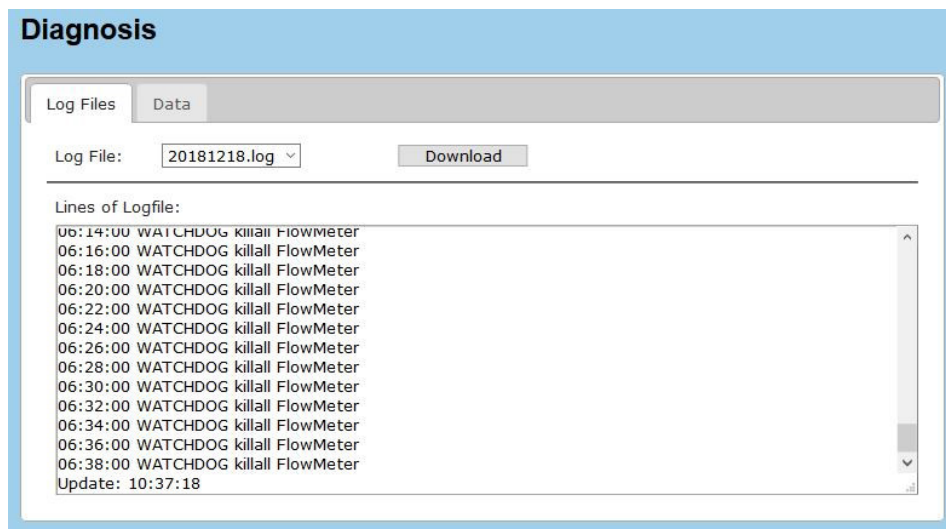 Diagnosis
Log Files Data
Log File: 20181218.log Download
Lines of Logfile:
06:14:00 WATCHDOG killall FlowMeter
06:16:00 WATCHDOG killall FlowMeter
06:18:00 WATCHDOG killall FlowMeter
06:20:00 WATCHDOG killall FlowMeter
06:22:00 WATCHDOG killall FlowMeter
06:24:00 WATCHDOG killall FlowMeter
06:26:00 WATCHDOG killall FlowMeter
06:28:00 WATCHDOG killall FlowMeter
06:30:00 WATCHDOG killall FlowMeter
06:32:00 WATCHDOG killall FlowMeter
06:34:00 WATCHDOG killall FlowMeter
06:36:00 WATCHDOG killall FlowMeter
06:38:00 WATCHDOG killall FlowMeter
Update: 10:37:18